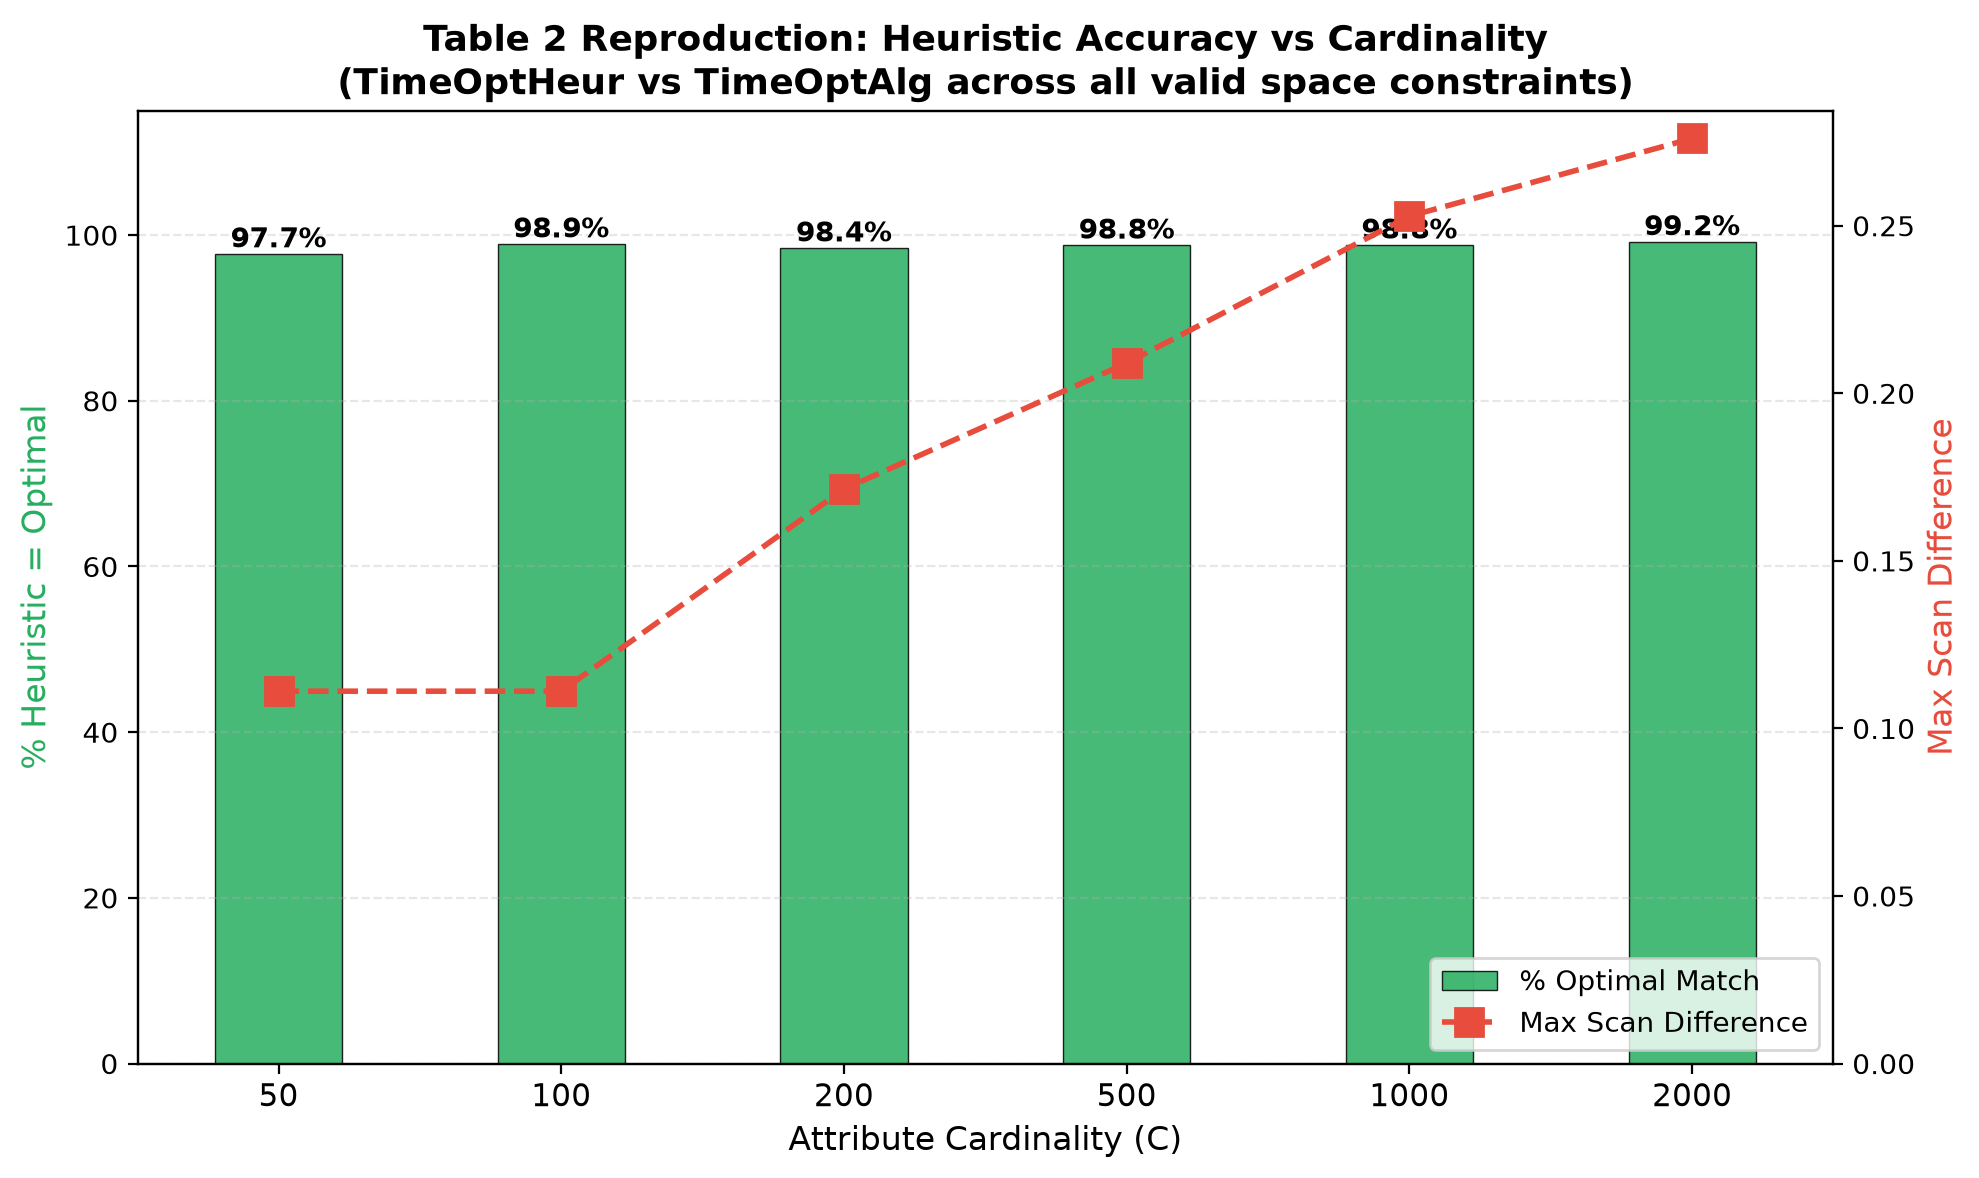 Table 2 Reproduction: Heuristic Accuracy vs Cardinality
(TimeOptHeur vs TimeOptAlg across all valid space constraints)
% Heuristic = Optimal
100
80
60
40
20
0
97.7%
98.9%
98.4%
98.8%
98.8%
99.2%
0.25
0.20
0.15
0.10
0.05
0.00
Max Scan Difference
% Optimal Match
Max Scan Difference
50 100 200 500 1000 2000
Attribute Cardinality (C)